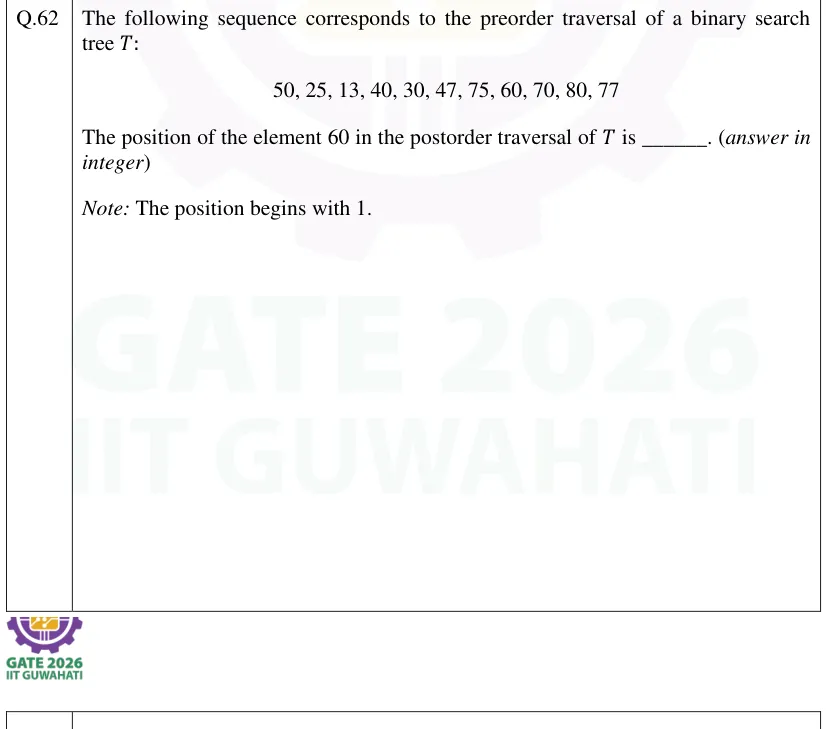 Q.62 The following sequence corresponds to the preorder traversal of a binary search
tree T:
50, 25, 13, 40, 30, 47, 75, 60, 70, 80, 77
The position of the element 60 in the postorder traversal of T is ______. (answer in
integer)
Note: The position begins with 1.
GATE 2026
IIT GUWAHATI
GATE 2026
IIT GUWAHATI